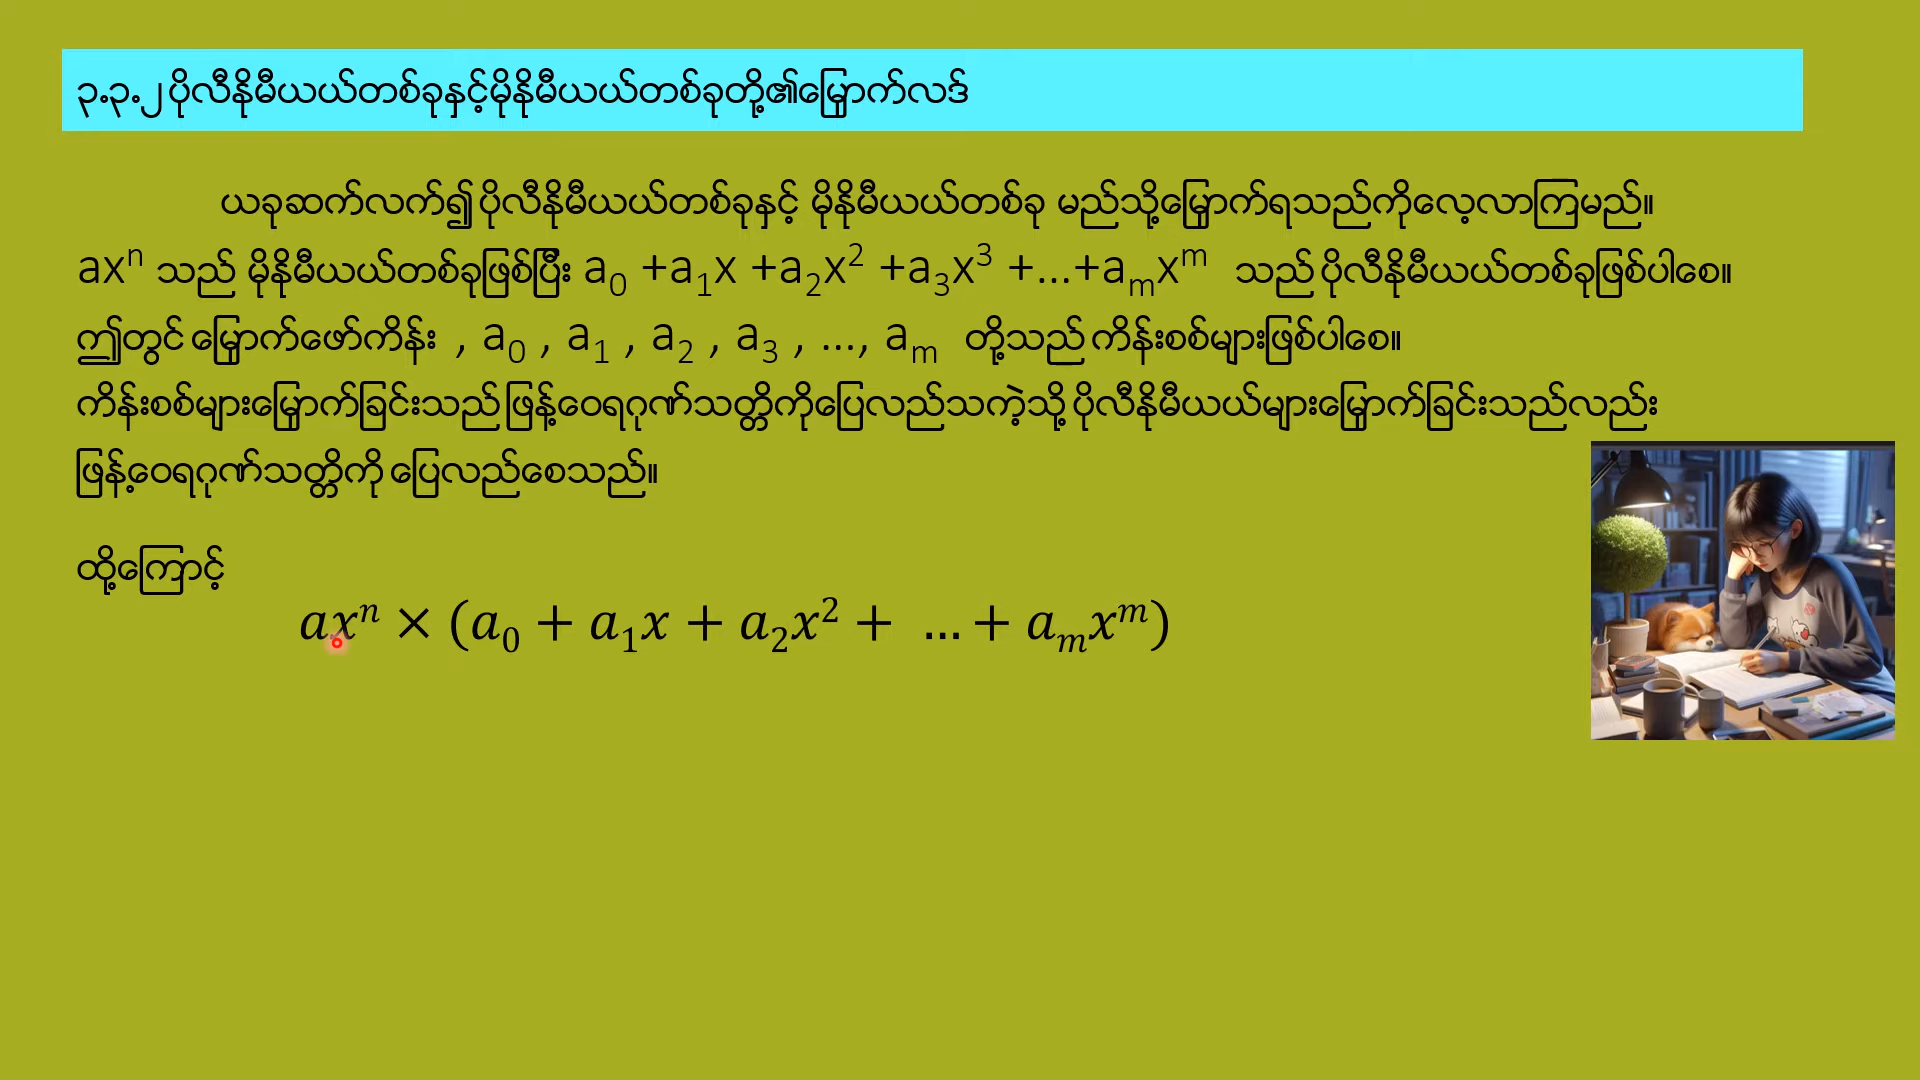 ၃.၃.၂ ပိုလီနိမီယယ်တစ်ခုနှင့်မိုနိမီယယ်တစ်ခုတို့၏မြှောက်လဒ်
ယခုဆက်လက်၍ ပိုလီနိမီယယ်တစ်ခုနှင့် မိုနိမီယယ်တစ်ခု မည်သို့မြှောက်ရသည်ကိုလေ့လာကြမည်။
axⁿ သည် မိုနိုမီယယ်တစ်ခုဖြစ်ပြီး a₀ +a₁x +a₂x² +a₃x³ +...+aₘxᵐ သည် ပိုလီနိမီယယ်တစ်ခုဖြစ်ပါစေ။
ဤတွင် မြှောက်ဖော်ကိန်း , a₀ , a₁ , a₂ , a₃ , ..., aₘ တို့သည် ကိန်းစစ်များဖြစ်ပါစေ။
ကိန်းစစ်များမြှောက်ခြင်းသည် ဖြန့်ဝေရဂုဏ်သတ္တိကိုပြေလည်သကဲ့သို့ ပိုလီနိမီယယ်များမြှောက်ခြင်းသည်လည်း
ဖြန့်ဝေရဂုဏ်သတ္တိကို ပြေလည်စေသည်။
ထို့ကြောင့်
axⁿ × (a₀ + a₁x + a₂x² + ... + aₘxᵐ)